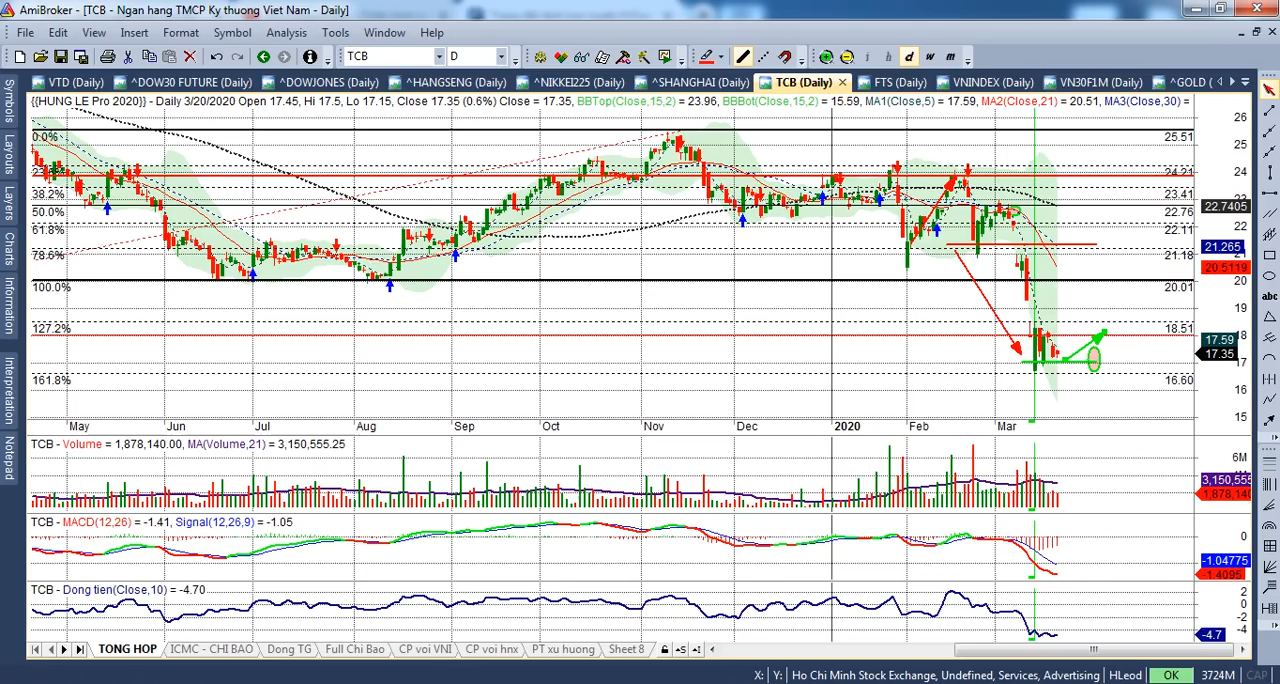 AmiBroker - [TCB - Ngan hang TMCP Ky thuong Viet Nam - Daily]
File Edit View Insert Format Symbol Analysis Tools Window Help
TCB D i h d w m
VTD (Daily) ^DOW30 FUTURE (Daily) ^DOWJONES (Daily) ^HANGSENG (Daily) ^NIKKEI225 (Daily) ^SHANGHAI (Daily) TCB (Daily) FTS (Daily) VNINDEX (Daily) VN30F1M (Daily) ^GOLD (
{{HUNG LE Pro 2020}} - Daily 3/20/2020 Open 17.45, Hi 17.5, Lo 17.15, Close 17.35 (0.6%) Close = 17.35, BBTop(Close,15,2) = 23.96, BBBot(Close,15,2) = 15.59, MA1(Close,5) = 17.59, MA2(Close,21) = 20.51, MA3(Close,30) =
Symbols
Layouts
Layers
Charts
Information
Interpretation
Notepad
0.0% 25.51
24.21
38.2% 23.41
50.0% 22.76
61.8% 22.11
78.6% 21.18
100.0% 20.01
127.2% 18.51
161.8% 16.60
26
25
24
23
22.7405
22
21.265
21
20.5119
20
19
18
17.59
17.35
17
16
15
May Jun Jul Aug Sep Oct Nov Dec 2020 Feb Mar
TCB - Volume = 1,878,140.00, MA(Volume,21) = 3,150,555.25
6M
3,150,555
1,878,140
TCB - MACD(12,26) = -1.41, Signal(12,26,9) = -1.05
0
-1.04775
-1.4095
TCB - Dong tien(Close,10) = -4.70
2
0
-2
-4
-4.7
abc
TONG HOP ICMC - CHI BAO Dong TG Full Chi Bao CP voi VNI CP voi hnx PT xu huong Sheet 8
X: Y: Ho Chi Minh Stock Exchange, Undefined, Services, Advertising HLeod OK 3724M CAP